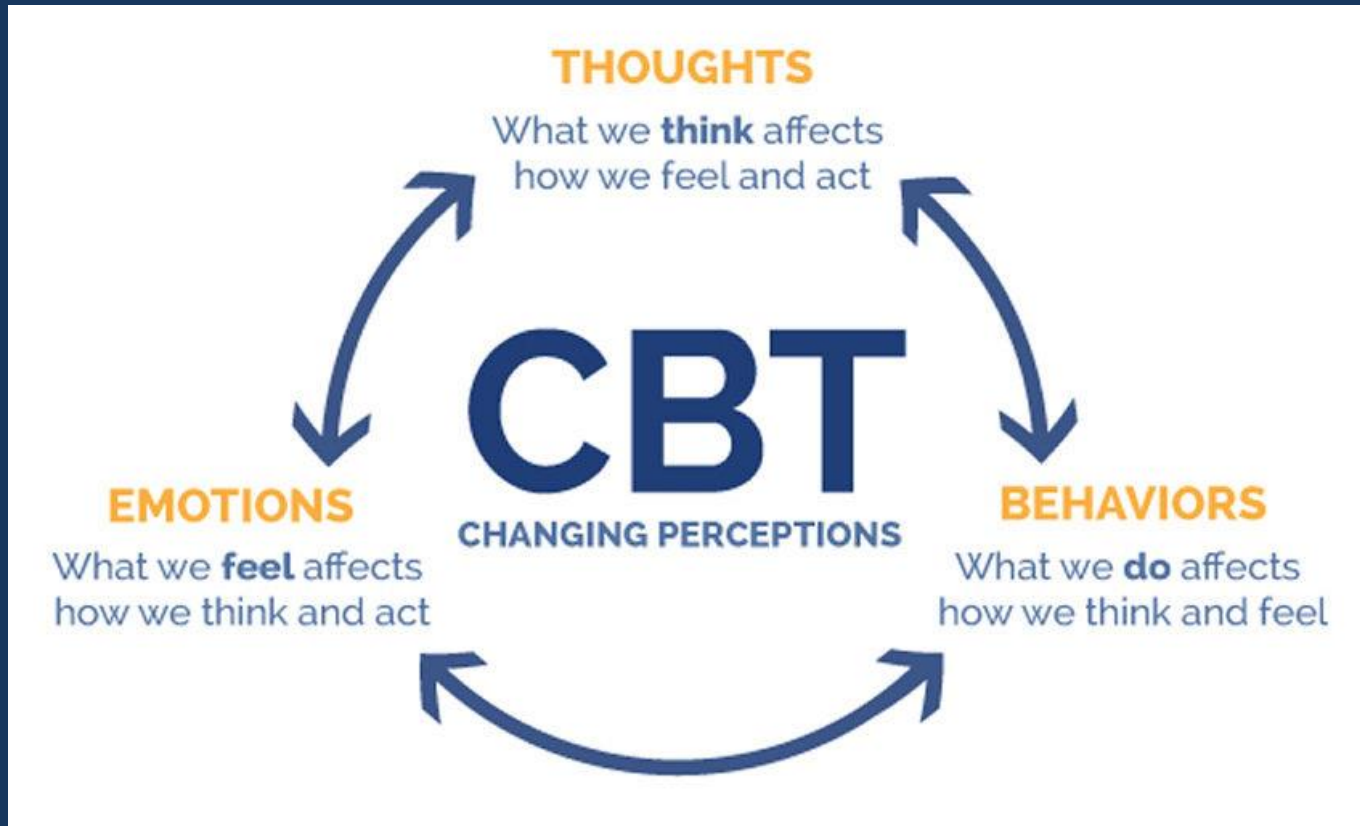 THOUGHTS
What we think affects
how we feel and act
CBT
CHANGING PERCEPTIONS
EMOTIONS
What we feel affects
how we think and act
BEHAVIORS
What we do affects
how we think and feel